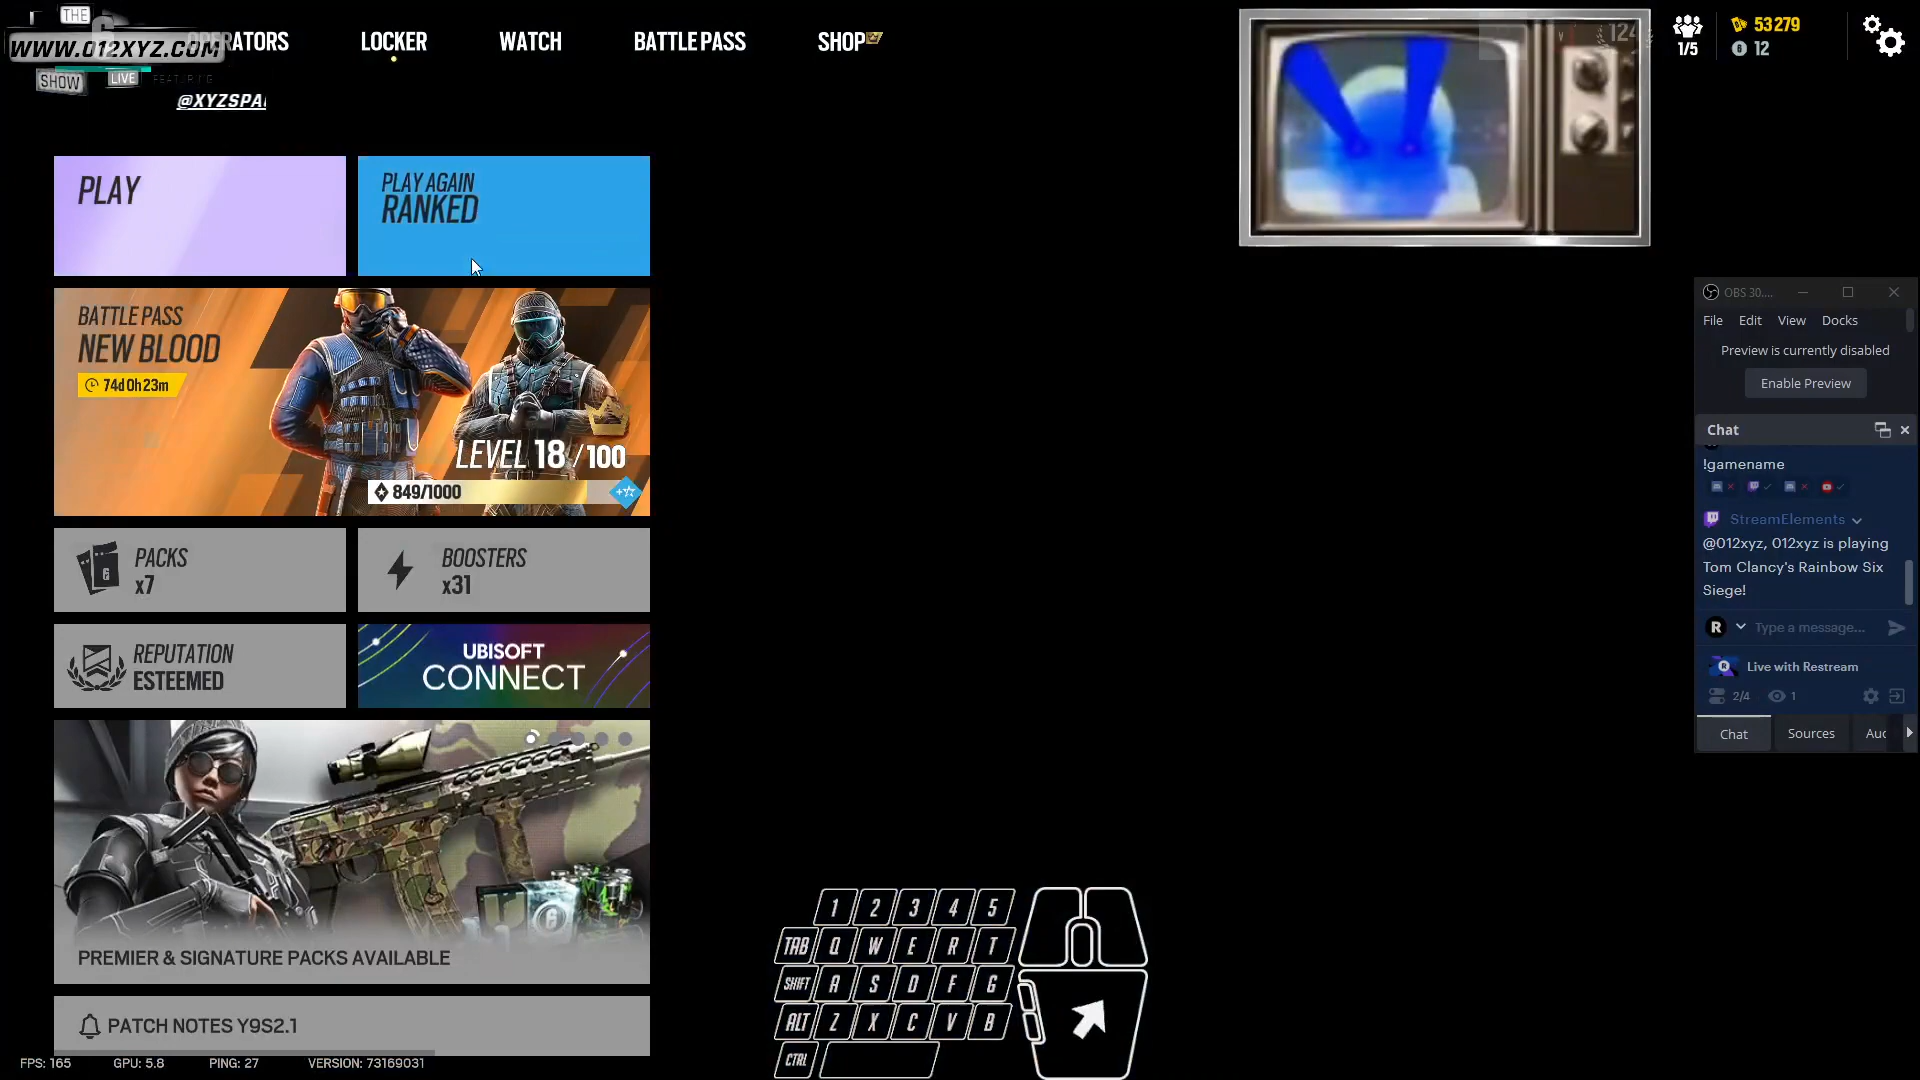 THE
WWW.012XYZ.COM
SHOW
LIVE
@XYZSPA
OPERATORS
LOCKER
WATCH
BATTLE PASS
SHOP
124
1/5
53 279
12
PLAY
PLAY AGAIN
RANKED
BATTLE PASS
NEW BLOOD
74d 0h 23m
LEVEL 18 / 100
849/1000
PACKS
x7
BOOSTERS
x31
REPUTATION
ESTEEMED
UBISOFT
CONNECT
PREMIER & SIGNATURE PACKS AVAILABLE
PATCH NOTES Y9S2.1
FPS: 165 GPU: 5.8 PING: 27 VERSION: 73169031
1 2 3 4 5
TAB Q W E R T
SHIFT A S D F G
ALT Z X C V B
CTRL
OBS 30....
File Edit View Docks
Preview is currently disabled
Enable Preview
Chat
!gamename
StreamElements
@012xyz, 012xyz is playing
Tom Clancy's Rainbow Six
Siege!
R Type a message...
Live with Restream
2/4 1
Chat Sources Auc